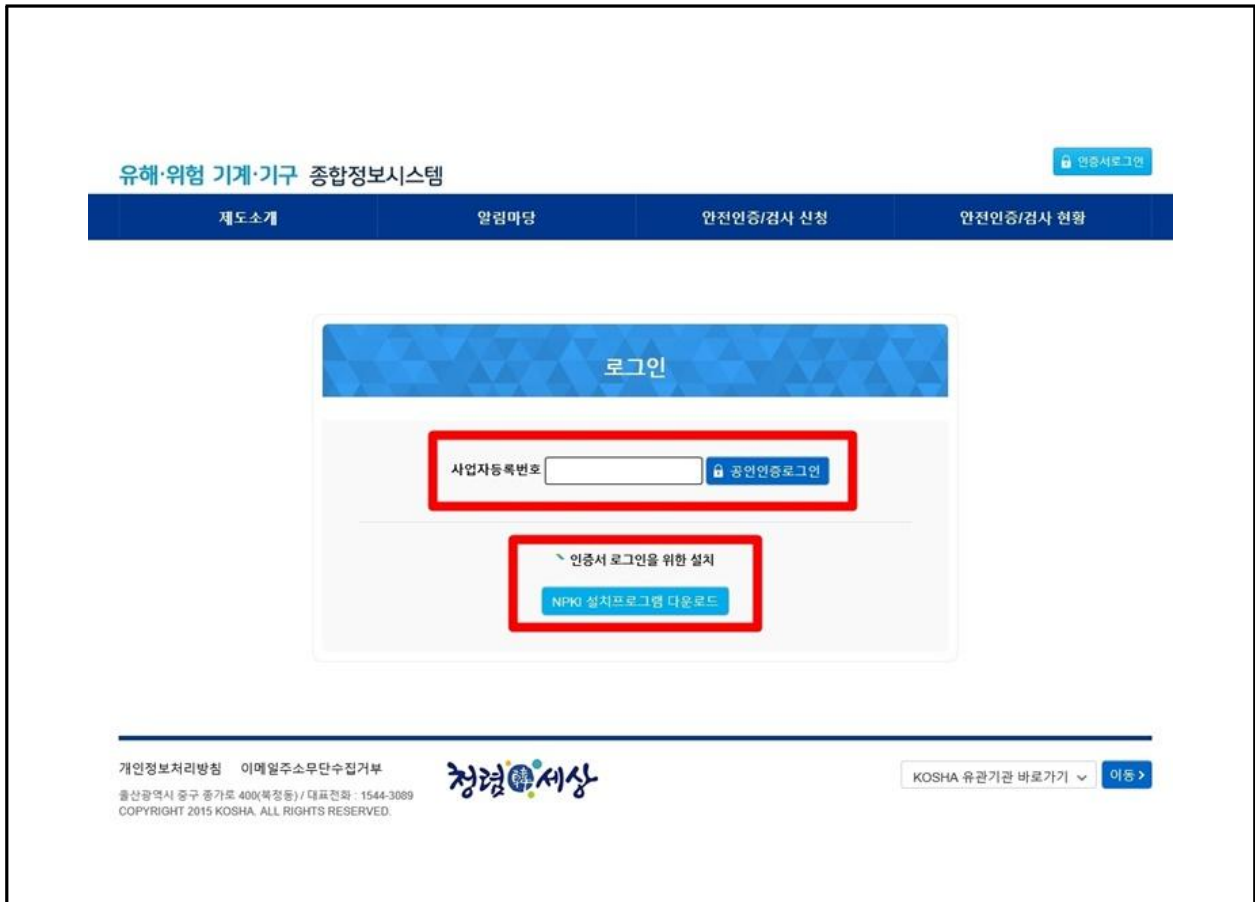 유해·위험 기계·기구 종합정보시스템
인증서로그인
제도소개 알림마당 안전인증/검사 신청 안전인증/검사 현황
로그인
사업자등록번호 공인인증로그인
인증서 로그인을 위한 설치
NPKI 설치프로그램 다운로드
개인정보처리방침 이메일주소무단수집거부
울산광역시 중구 종가로 400(북정동) / 대표전화 : 1544-3089
COPYRIGHT 2015 KOSHA, ALL RIGHTS RESERVED.
청렴韓세상
KOSHA 유관기관 바로가기 이동 >